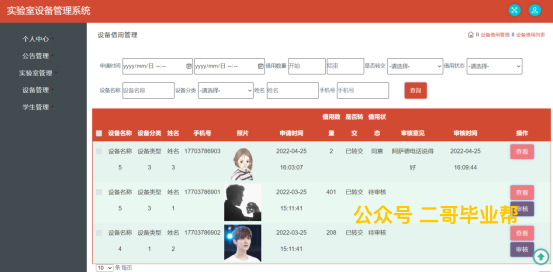 实验室设备管理系统
个人中心
公告管理
实验室管理
设备管理
学生管理
设备借用管理
设备借用管理 设备借用列表
申请时间 yyyy/mm/日 --:-- yyyy/mm/日 --:-- 借用数量 开始 结束 是否转交 -请选择- 借用状态 -请选择-
设备名称 设备名称 设备分类 -请选择- 姓名 姓名 手机号 手机号 查询
设备名称 设备分类 姓名 手机号 照片 申请时间 借用数量 是否转交 借用状态 审核意见 审核时间 操作
设备名称5 设备类型3 姓名3 17703786903 2022-04-25 16:03:07 2 已转交 同意 阿萨德电话说得好 2022-04-25 16:09:44 查看
设备名称5 设备类型3 姓名1 17703786901 2022-03-25 15:11:41 401 已转交 待审核 查看 审核
设备名称4 设备类型1 姓名2 17703786902 2022-03-25 15:11:41 208 已转交 待审核 查看 审核
公众号 二哥毕业帮
10 条 每页